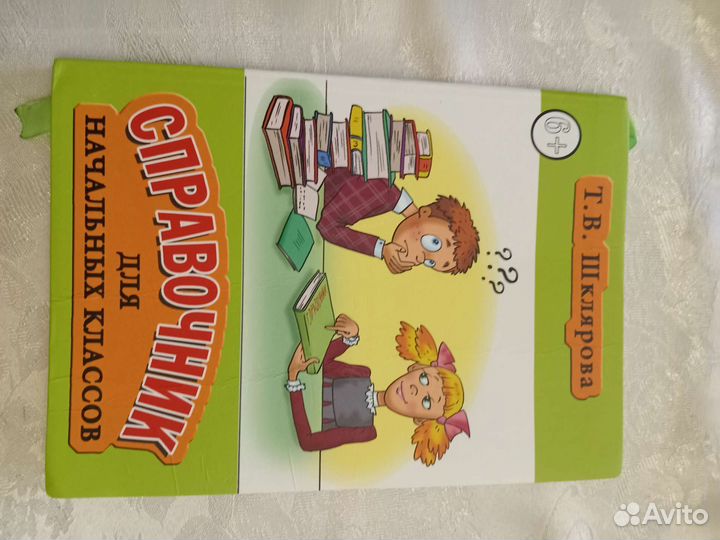 Т.В. Шклярова
6+
???
СПРАВОЧНИК
ДЛЯ
НАЧАЛЬНЫХ КЛАССОВ
Avito